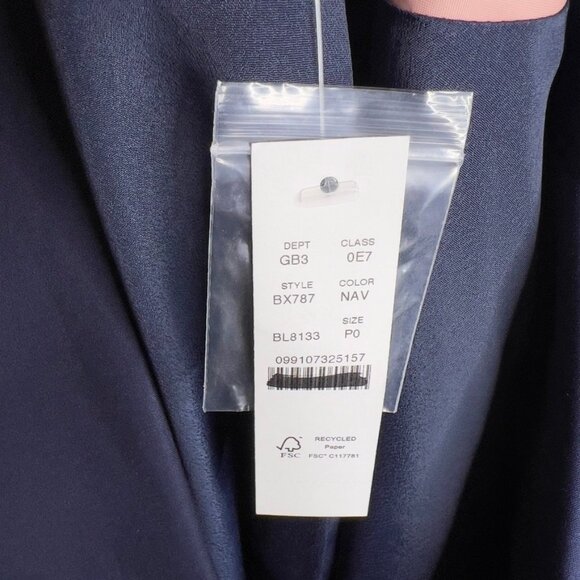 DEPT CLASS
GB3 0E7
STYLE COLOR
BX787 NAV
SIZE
BL8133 P0
099107325157
RECYCLED
Paper
FSC FSC® C117781